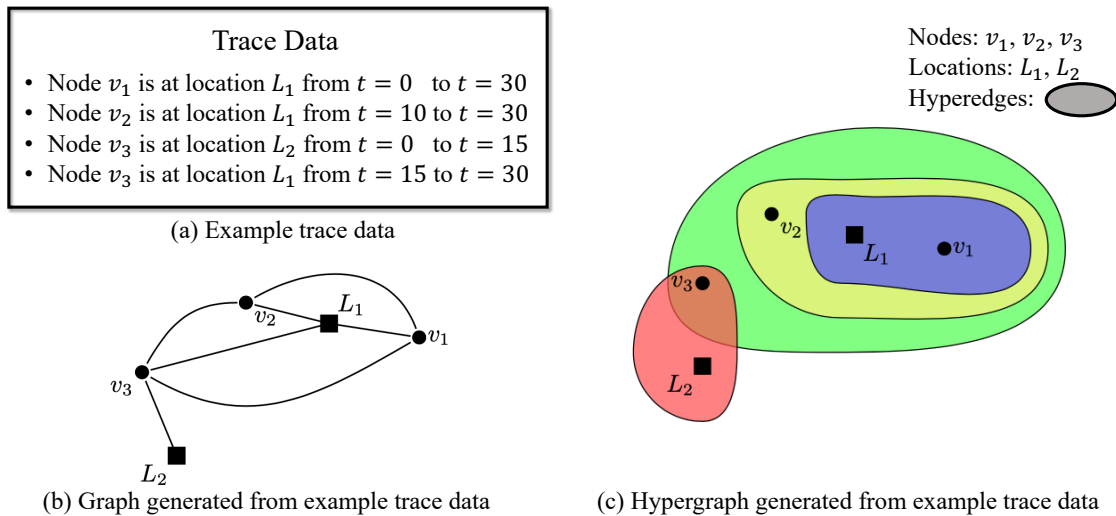 Trace Data
• Node v₁ is at location L₁ from t = 0 to t = 30
• Node v₂ is at location L₁ from t = 10 to t = 30
• Node v₃ is at location L₂ from t = 0 to t = 15
• Node v₃ is at location L₁ from t = 15 to t = 30
(a) Example trace data
v₂
L₁
v₁
v₃
L₂
(b) Graph generated from example trace data
Nodes: v₁, v₂, v₃
Locations: L₁, L₂
Hyperedges:
v₂
L₁
v₁
v₃
L₂
(c) Hypergraph generated from example trace data